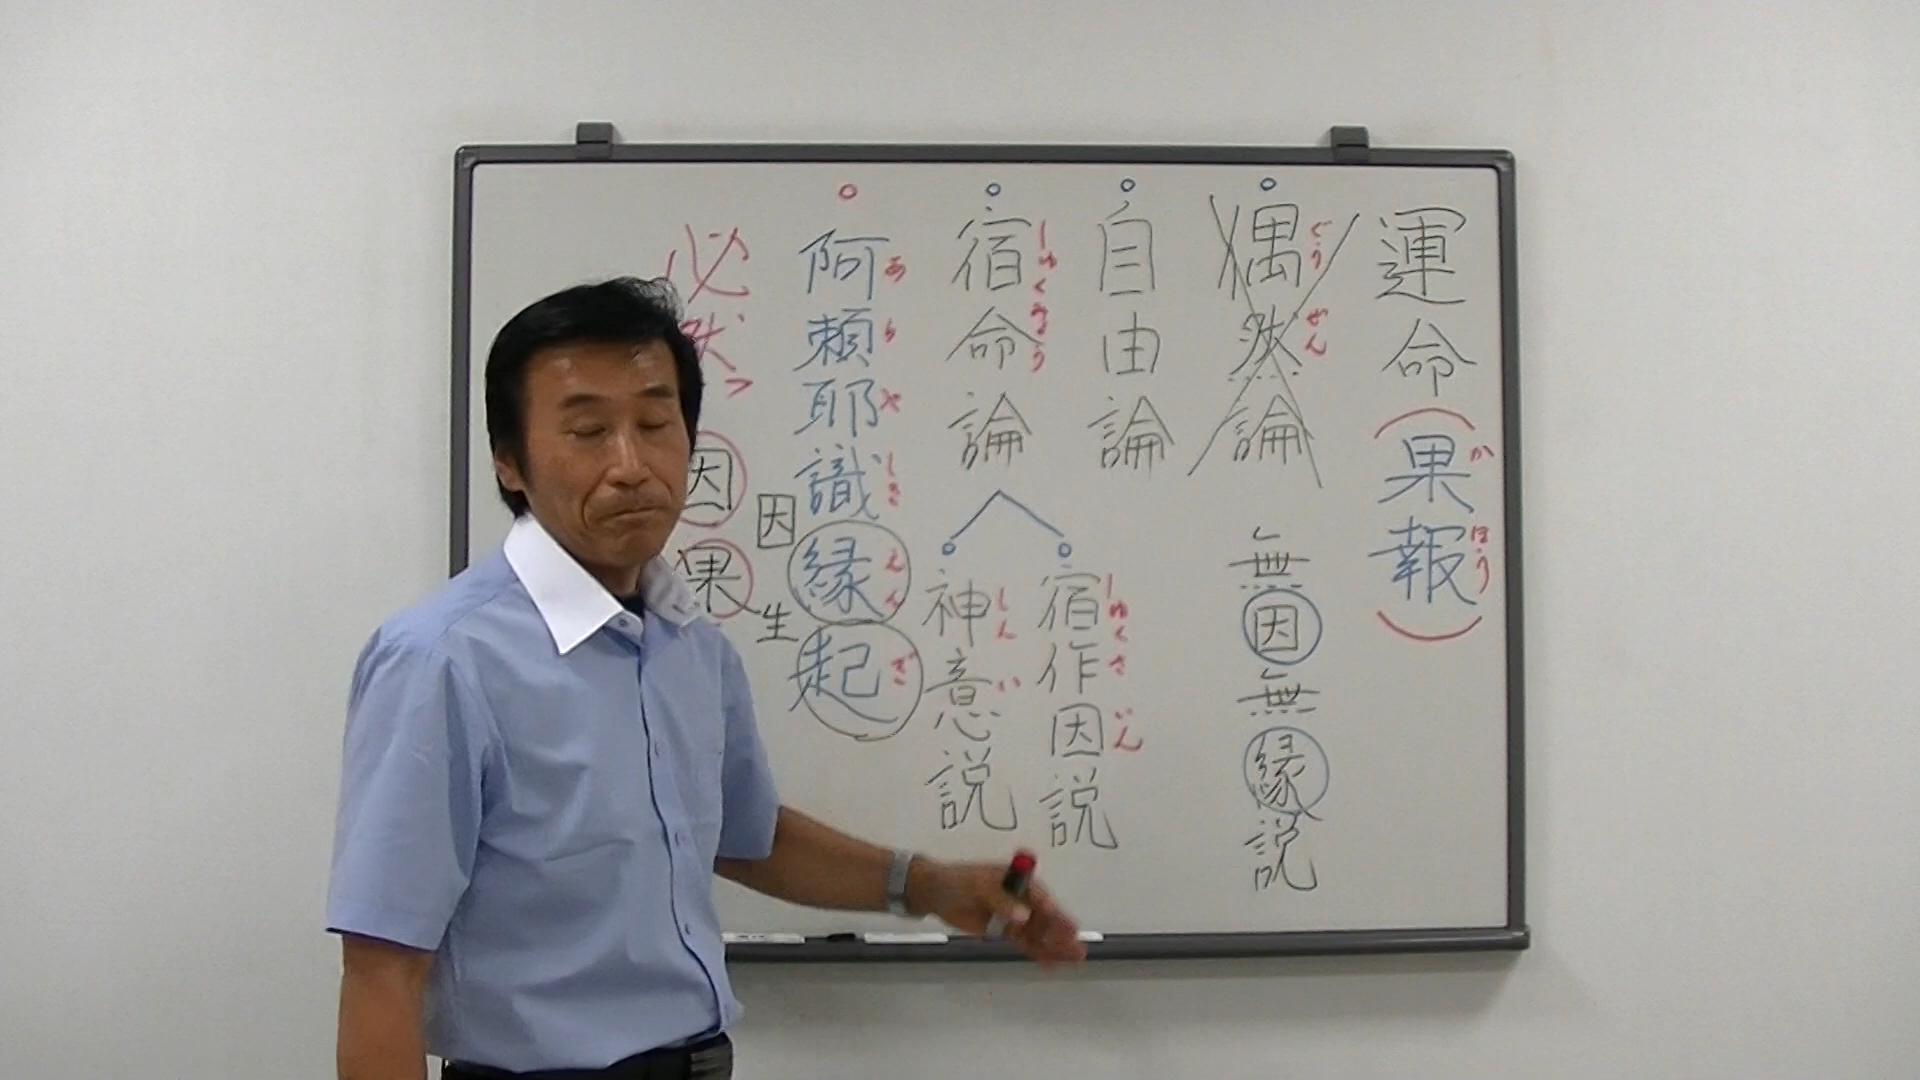 運命(果報)
かほう
偶然論
ぐうぜん
無因無縁説
自由論
宿命論
しゅくみょう
宿作因説
しゅくさいん
神意説
しんい
阿頼耶識縁起
あらやしきえんぎ
因
生
必
因果